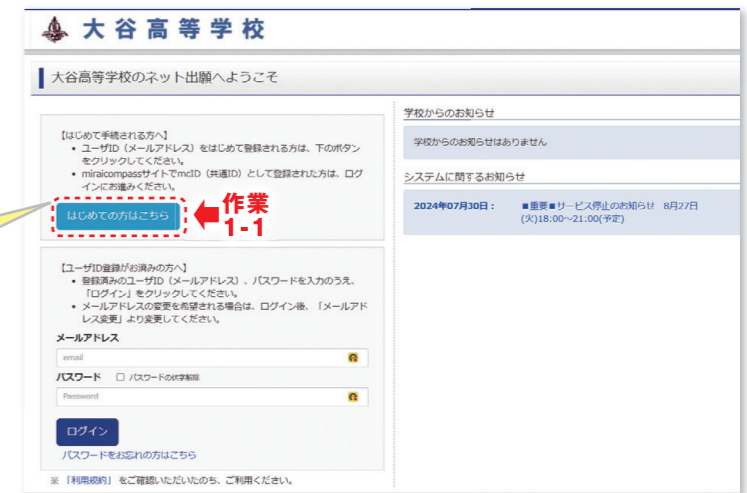 大谷高等学校
大谷高等学校のネット出願へようこそ
【はじめて手続される方へ】
• ユーザID（メールアドレス）をはじめて登録される方は、下のボタン
をクリックしてください。
• miraicompassサイトでmcID（共通ID）として登録された方は、ログ
インにお進みください。
はじめての方はこちら
作業
1-1
【ユーザID登録がお済みの方へ】
• 登録済みのユーザID（メールアドレス）、パスワードを入力のうえ、
「ログイン」をクリックしてください。
• メールアドレスの変更を希望される場合は、ログイン後、「メールアド
レス変更」より変更してください。
メールアドレス
email
パスワード □ パスワードの伏字解除
Password
ログイン
パスワードをお忘れの方はこちら
※「利用規約」をご確認いただいたのち、ご利用ください。
学校からのお知らせ
学校からのお知らせはありません
システムに関するお知らせ
2024年07月30日： ■重要■サービス停止のお知らせ 8月27日
(火)18:00～21:00(予定)